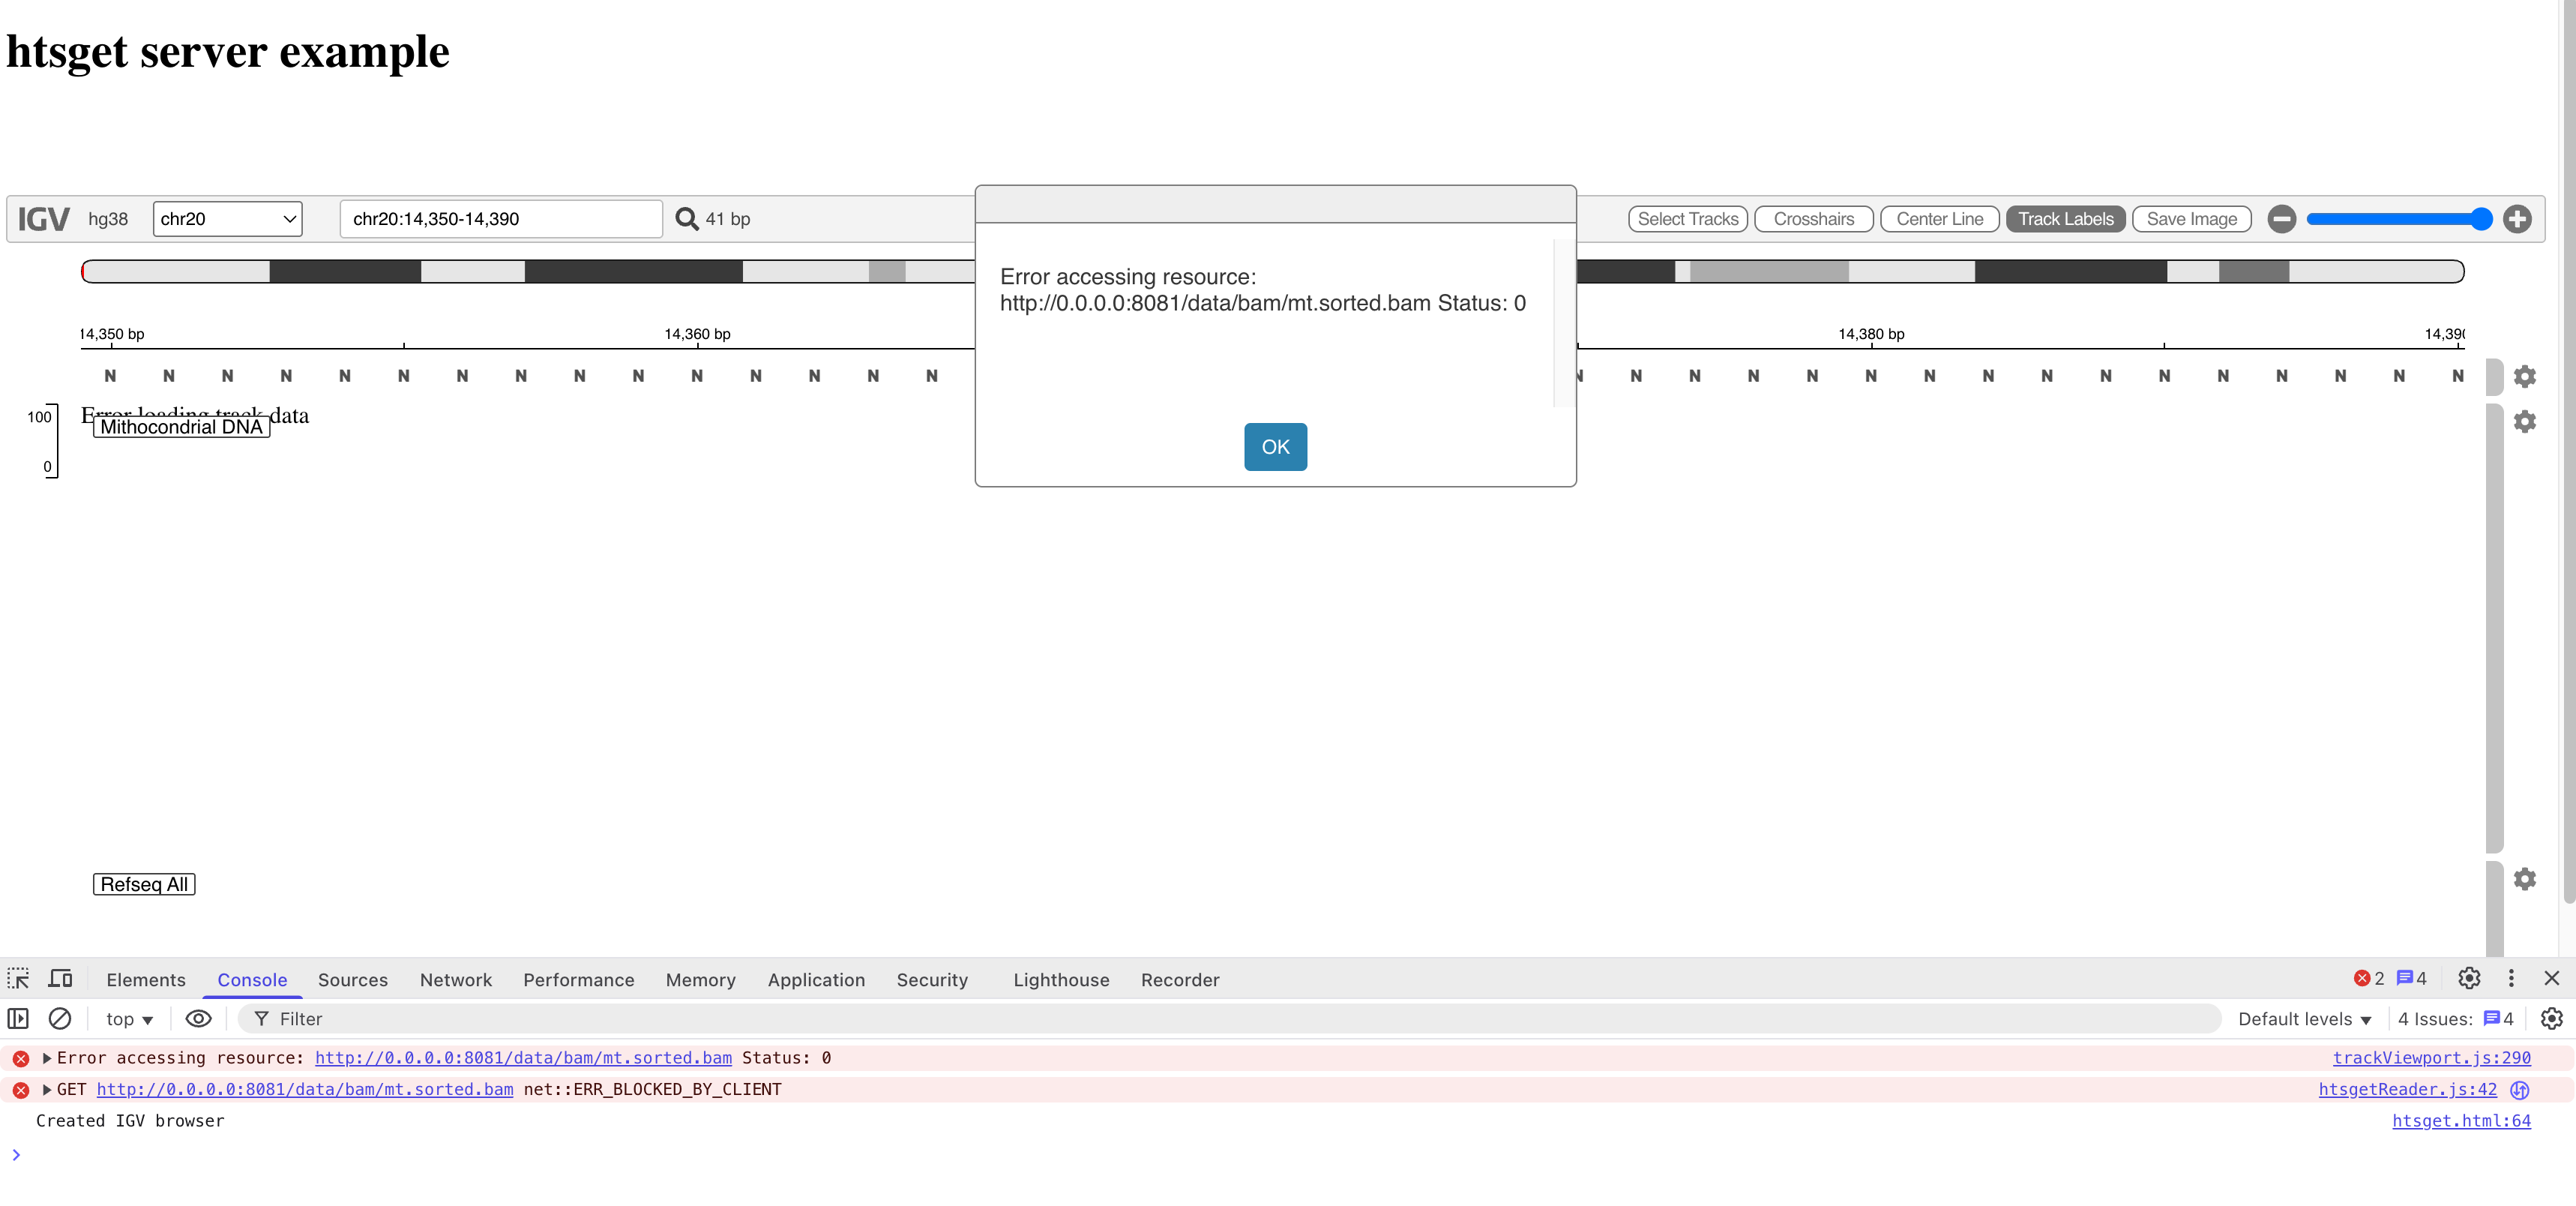 htsget server example
IGV hg38 chr20 chr20:14,350-14,390 41 bp Select Tracks Crosshairs Center Line Track Labels Save Image
Error accessing resource:
http://0.0.0.0:8081/data/bam/mt.sorted.bam Status: 0
OK
14,350 bp 14,360 bp 14,380 bp 14,390
N N N N N N N N N N N N N N N N N N N N N N N N N N N N N N N N
100 Error loading track data
Mithocondrial DNA
0
Refseq All
Elements Console Sources Network Performance Memory Application Security Lighthouse Recorder 2 4
top Filter Default levels 4 Issues: 4
Error accessing resource: http://0.0.0.0:8081/data/bam/mt.sorted.bam Status: 0 trackViewport.js:290
GET http://0.0.0.0:8081/data/bam/mt.sorted.bam net::ERR_BLOCKED_BY_CLIENT htsgetReader.js:42
Created IGV browser htsget.html:64